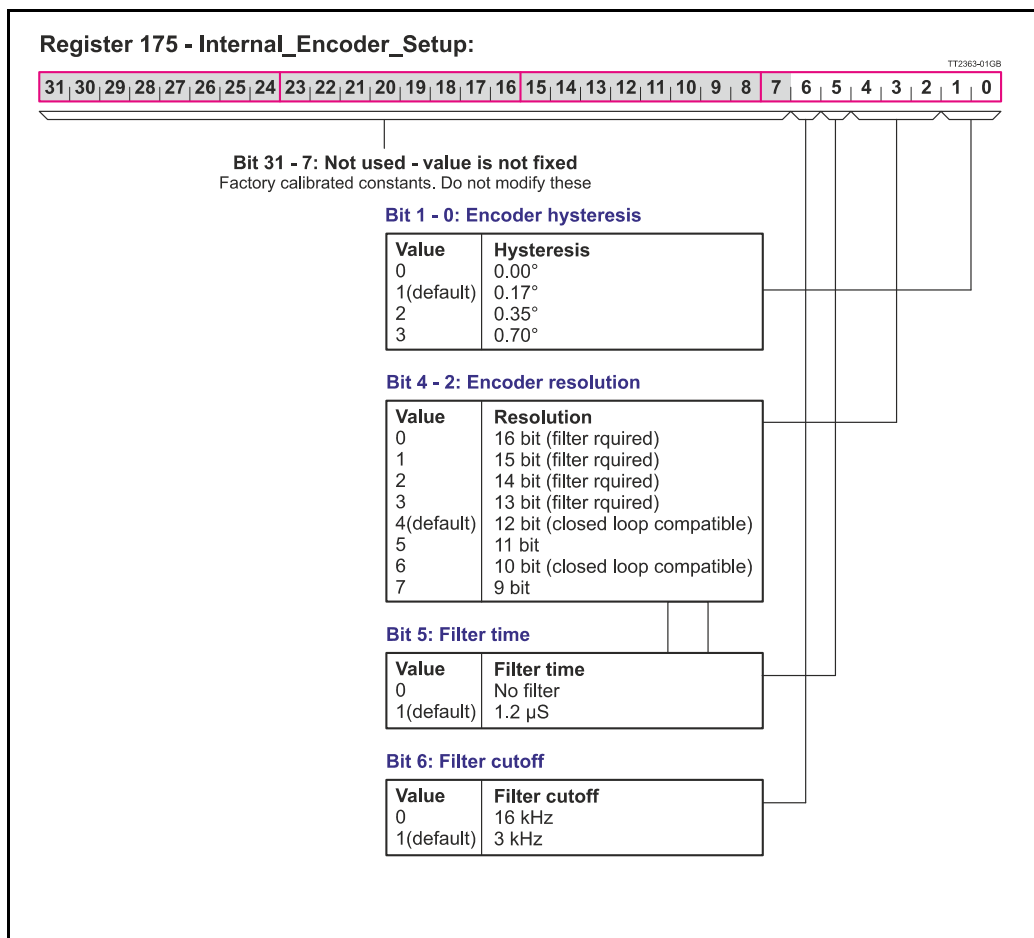 Register 175 - Internal_Encoder_Setup:
TT2363-01GB
31 30 29 28 27 26 25 24 23 22 21 20 19 18 17 16 15 14 13 12 11 10 9 8 7 6 5 4 3 2 1 0
Bit 31 - 7: Not used - value is not fixed
Factory calibrated constants. Do not modify these
Bit 1 - 0: Encoder hysteresis
Value Hysteresis
0 0.00°
1(default) 0.17°
2 0.35°
3 0.70°
Bit 4 - 2: Encoder resolution
Value Resolution
0 16 bit (filter rquired)
1 15 bit (filter rquired)
2 14 bit (filter rquired)
3 13 bit (filter rquired)
4(default) 12 bit (closed loop compatible)
5 11 bit
6 10 bit (closed loop compatible)
7 9 bit
Bit 5: Filter time
Value Filter time
0 No filter
1(default) 1.2 µS
Bit 6: Filter cutoff
Value Filter cutoff
0 16 kHz
1(default) 3 kHz